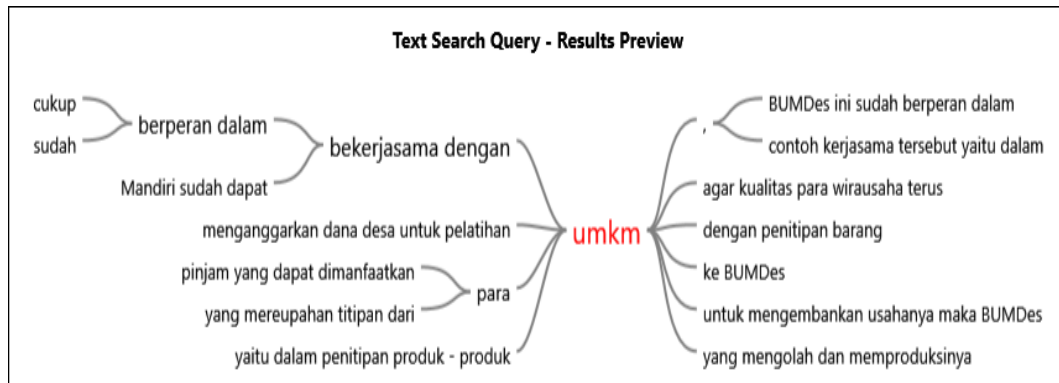 Text Search Query - Results Preview
cukup
sudah
berperan dalam
Mandiri sudah dapat
bekerjasama dengan
menganggarkan dana desa untuk pelatihan
pinjam yang dapat dimanfaatkan
yang mereupahan titipan dari
para
yaitu dalam penitipan produk - produk
umkm
,
BUMDes ini sudah berperan dalam
contoh kerjasama tersebut yaitu dalam
agar kualitas para wirausaha terus
dengan penitipan barang
ke BUMDes
untuk mengembankan usahanya maka BUMDes
yang mengolah dan memproduksinya